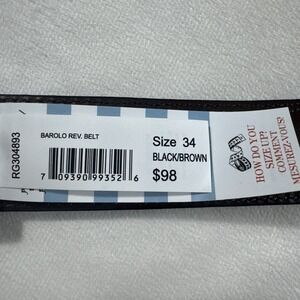 RG304893
BAROLO REV. BELT
7 09390 99352 6
Size 34
BLACK/BROWN
$98
HOW DO YOU
SIZE UP?
COMMENT
MESUREZ-VOUS?